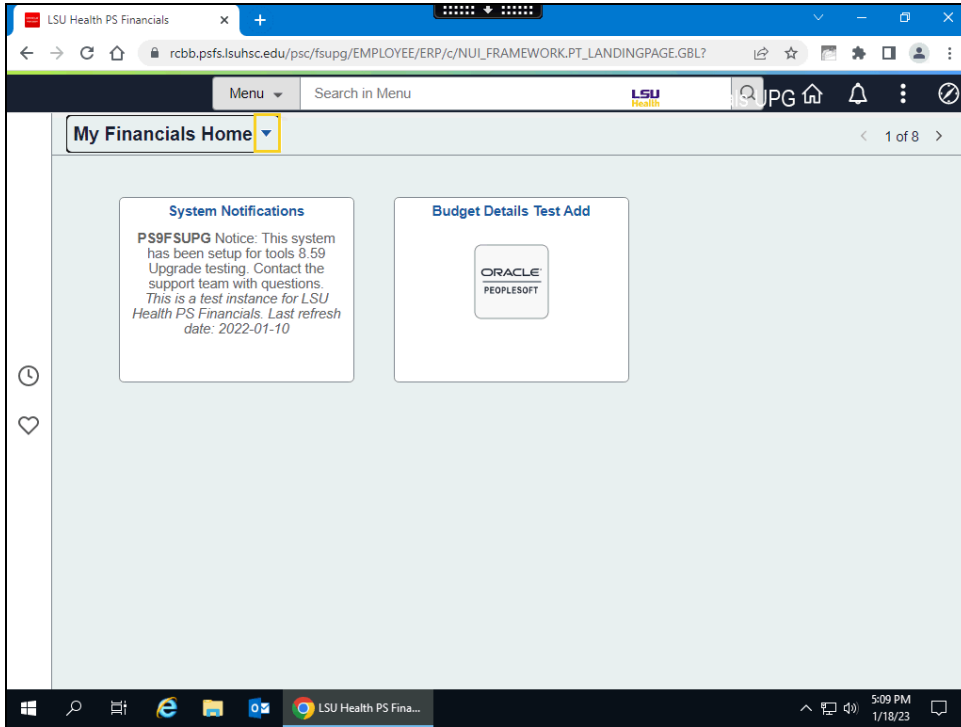 LSU Health PS Financials
rcbb.psfs.lsuhsc.edu/psc/fsupg/EMPLOYEE/ERP/c/NUI_FRAMEWORK.PT_LANDINGPAGE.GBL?
Menu
Search in Menu
LSU
Health
UPG
My Financials Home
1 of 8
System Notifications
PS9FSUPG Notice: This system
has been setup for tools 8.59
Upgrade testing. Contact the
support team with questions.
This is a test instance for LSU
Health PS Financials. Last refresh
date: 2022-01-10
Budget Details Test Add
ORACLE'
PEOPLESOFT
LSU Health PS Fina...
5:09 PM
1/18/23